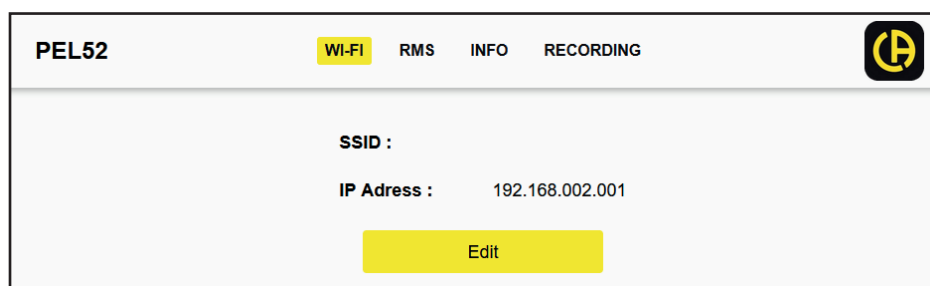 PEL52 WI-FI RMS INFO RECORDING
SSID :
IP Adress : 192.168.002.001
Edit